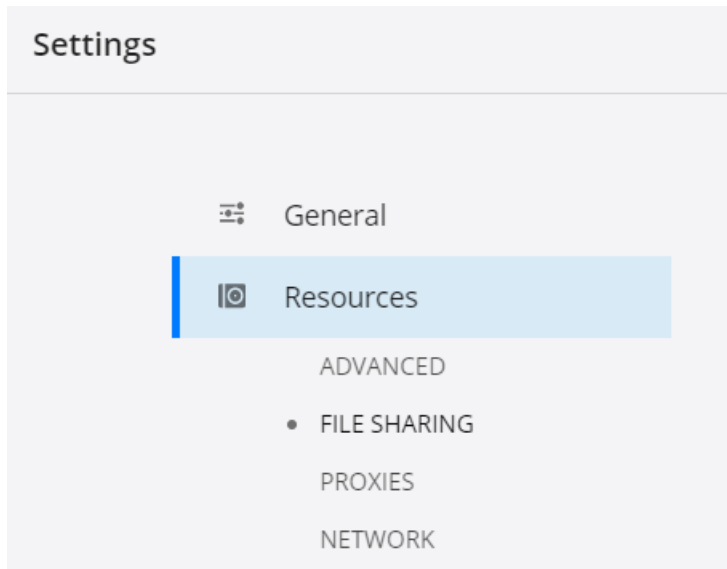 Settings
General
Resources
ADVANCED
FILE SHARING
PROXIES
NETWORK